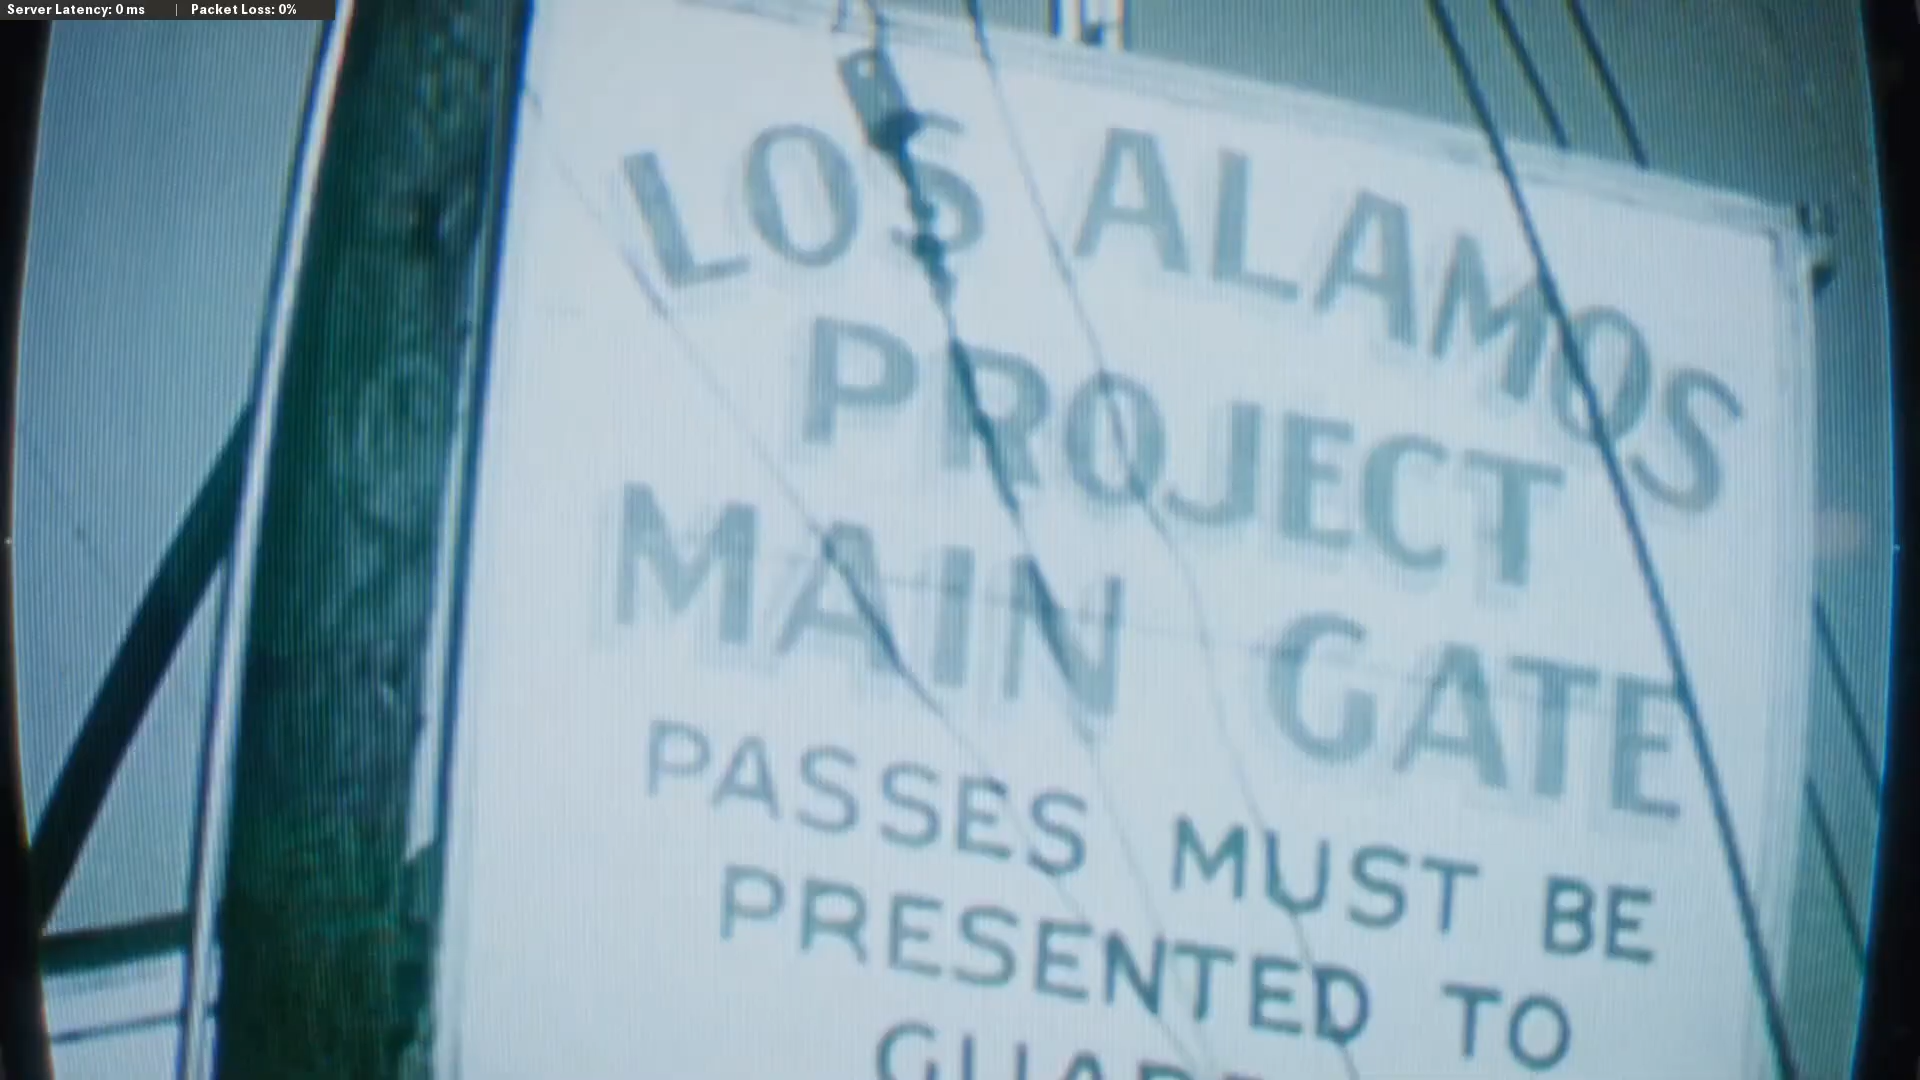 Server Latency: 0 ms | Packet Loss: 0%
LOS ALAMOS
PROJECT
MAIN GATE
PASSES MUST BE
PRESENTED TO